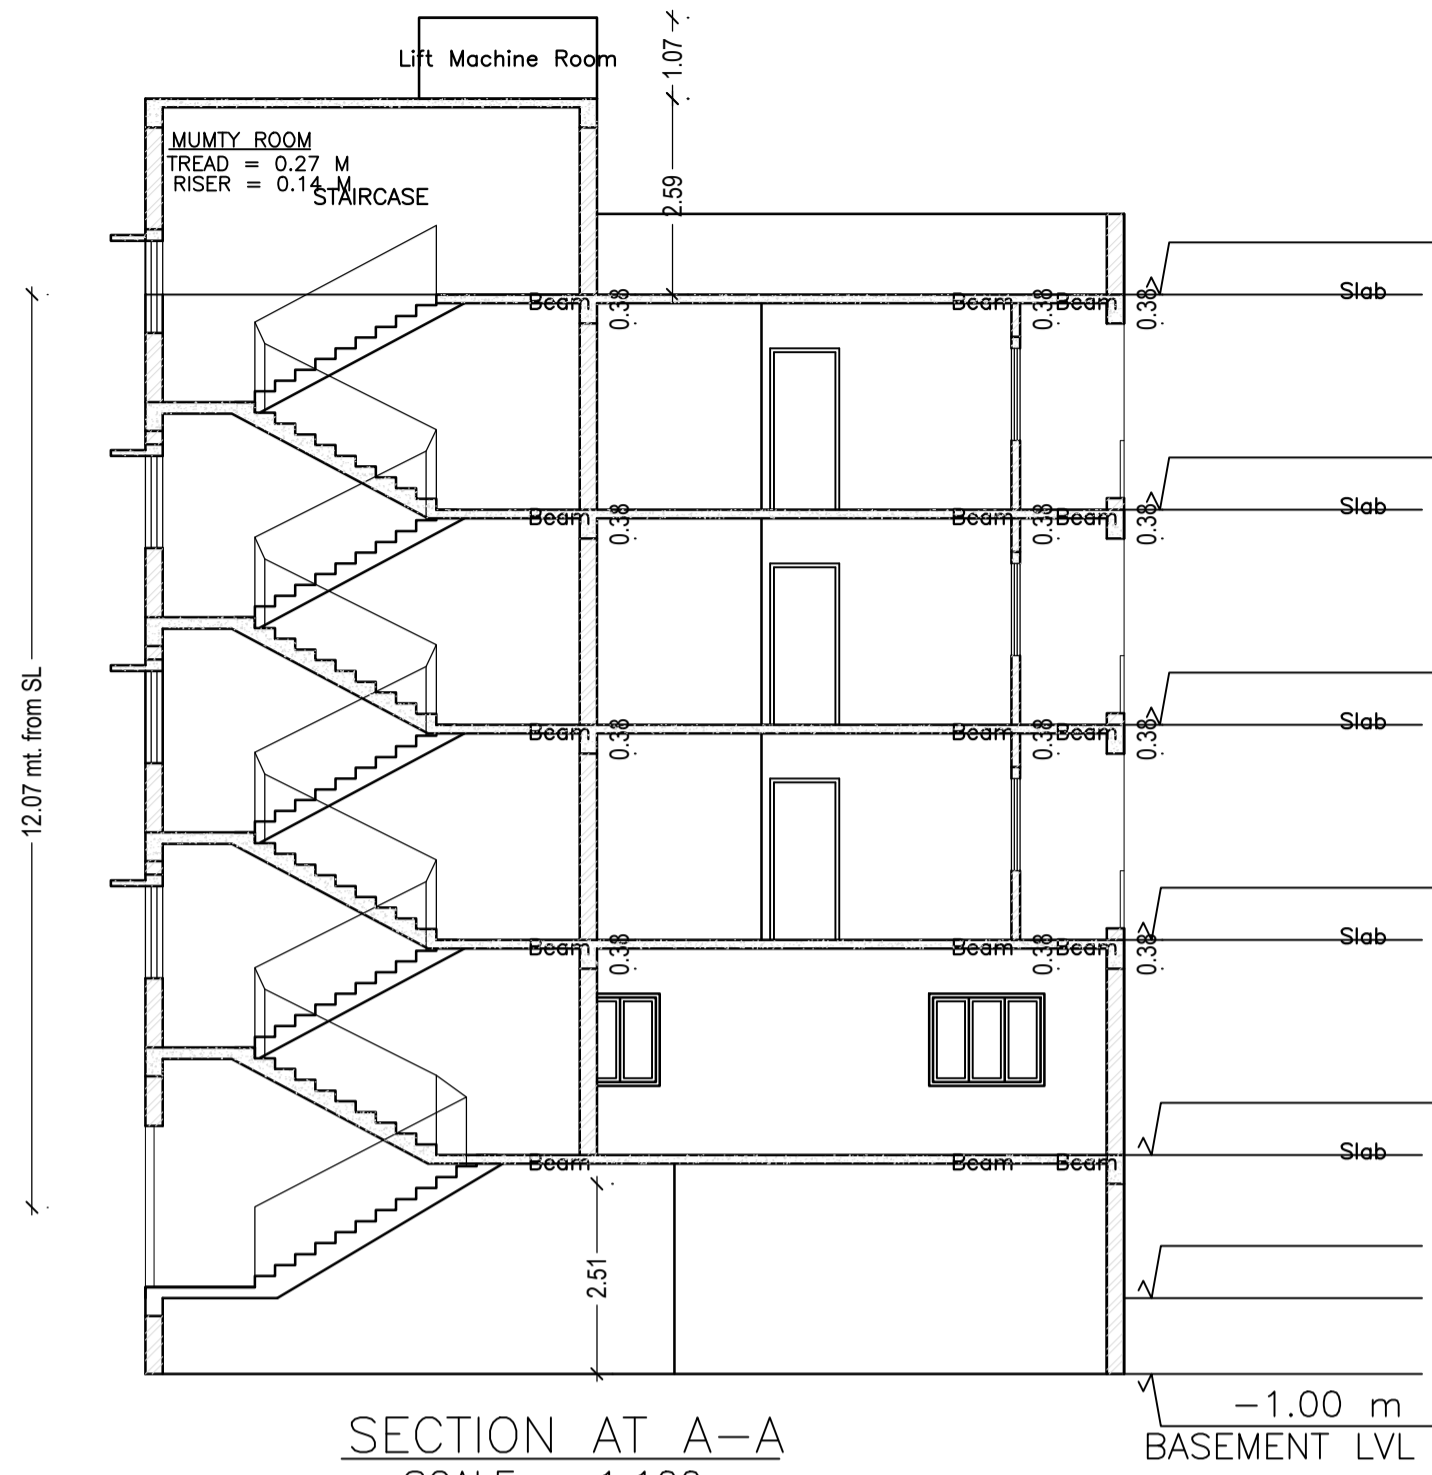 1.07
Lift Machine Room
MUMTY ROOM
TREAD = 0.27 M
RISER = 0.14 M
STAIRCASE
2.59
Beam 0.38 Beam 0.38 Beam 0.38 Slab
Beam 0.38 Beam 0.38 Beam 0.38 Slab
12.07 mt. from SL
Beam 0.38 Beam 0.38 Beam 0.38 Slab
Beam 0.38 Beam 0.38 Beam 0.38 Slab
Beam Beam Beam Slab
2.51
-1.00 m
SECTION AT A-A
BASEMENT LVL